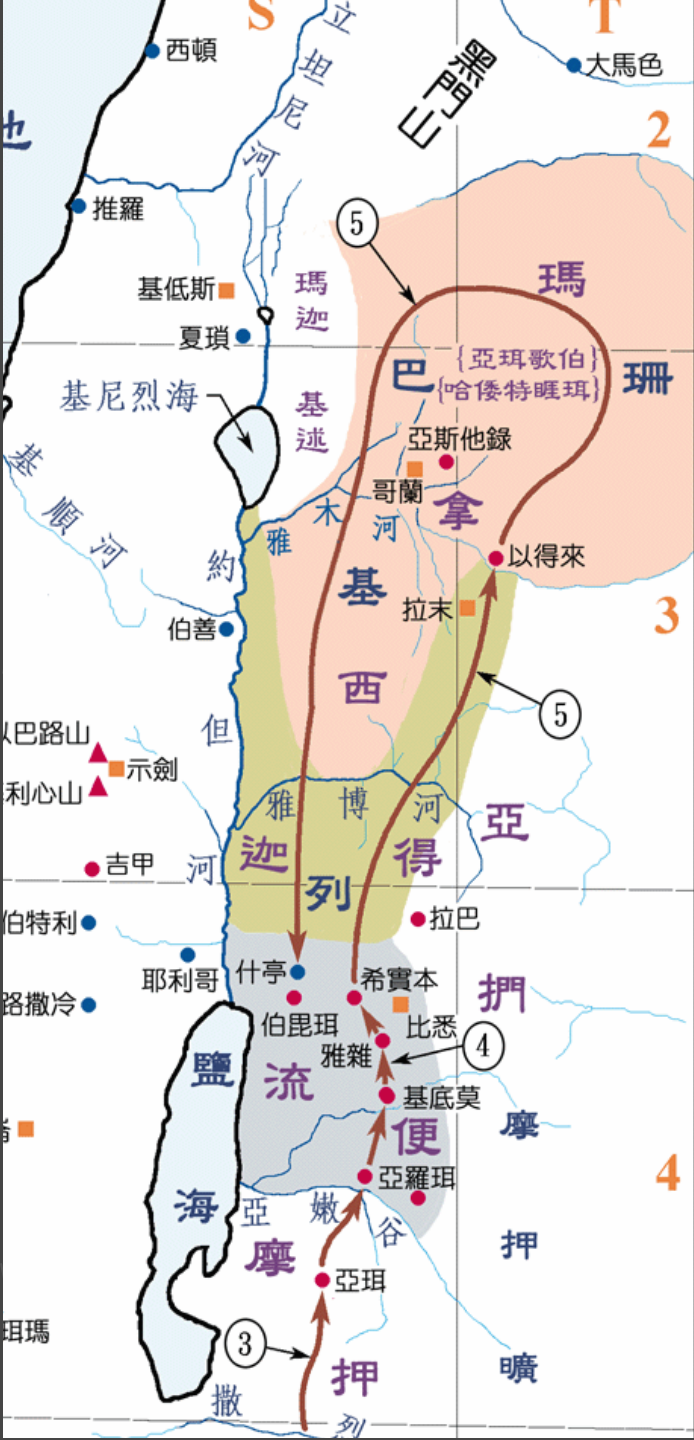 S
T
西頓
立坦尼河
黑門山
大馬色
2
推羅
⑤
基低斯
瑪迦
瑪
夏瑣
巴
{亞珥歌伯}
{哈倭特睚珥}
珊
基尼烈海
基述
亞斯他錄
哥蘭
拿
基順河
雅木河
約
以得來
基
拉末
3
伯善
西
⑤
但
巴路山
示劍
利心山
雅博河
亞
迦
得
吉甲
河
列
伯特利
拉巴
耶利哥
什亭
希實本
捫
路撒冷
伯毘珥
比悉
雅雜
④
鹽
流
基底莫
便
摩
4
亞羅珥
海
亞嫩谷
摩
押
亞珥
③
珥瑪
押
曠
撒
烈